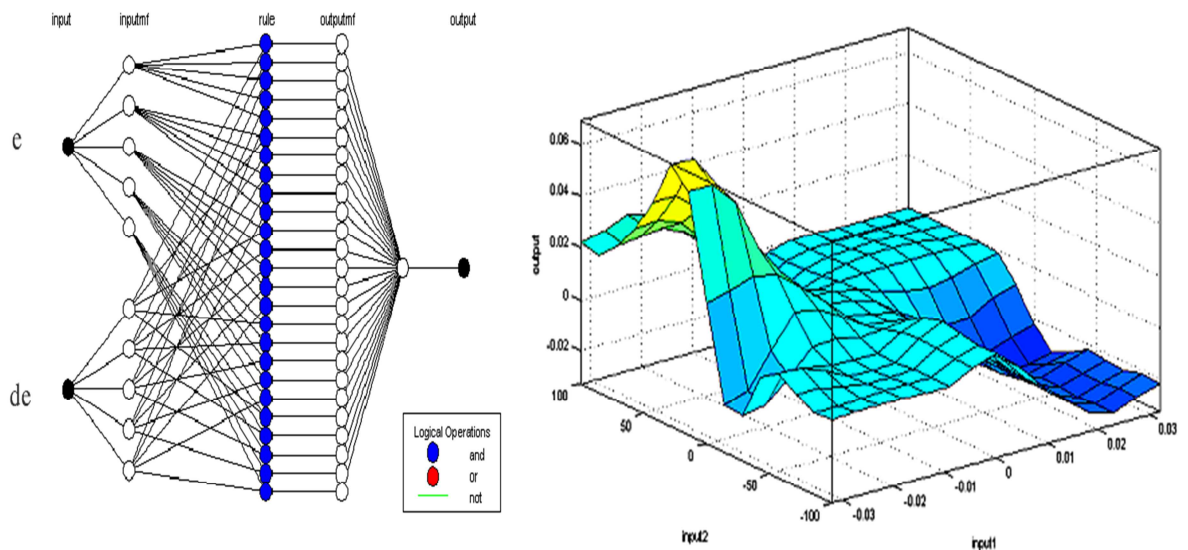 input inputmf rule outputmf output
e
de
Logical Operations
and
or
not
output
0.06
0.04
0.02
0
-0.02
100
50
0
-50
-100
input2
-0.03
-0.02
-0.01
0
0.01
0.02
0.03
input1